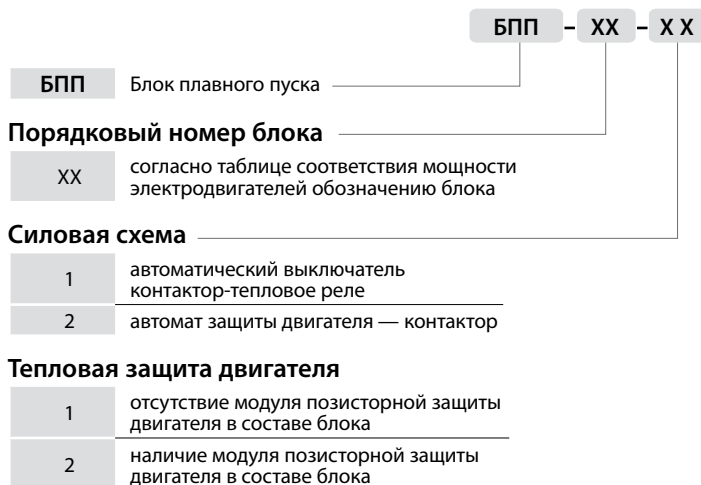 БПП – XX – X X
БПП Блок плавного пуска
Порядковый номер блока
XX согласно таблице соответствия мощности
электродвигателей обозначению блока
Силовая схема
1 автоматический выключатель
контактор-тепловое реле
2 автомат защиты двигателя — контактор
Тепловая защита двигателя
1 отсутствие модуля позисторной защиты
двигателя в составе блока
2 наличие модуля позисторной защиты
двигателя в составе блока